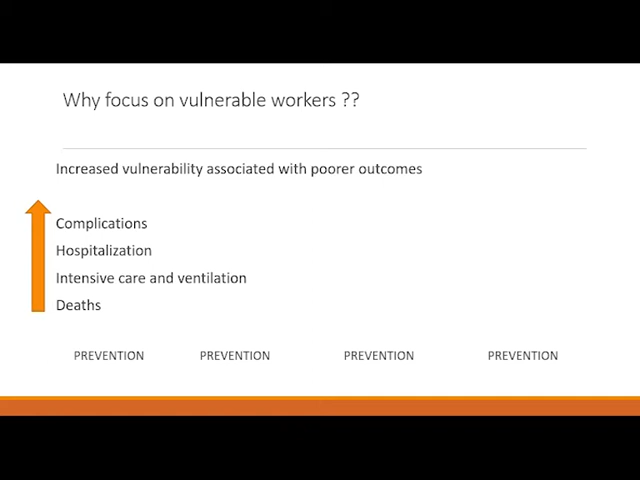 Why focus on vulnerable workers ??
Increased vulnerability associated with poorer outcomes
Complications
Hospitalization
Intensive care and ventilation
Deaths
PREVENTION PREVENTION PREVENTION PREVENTION